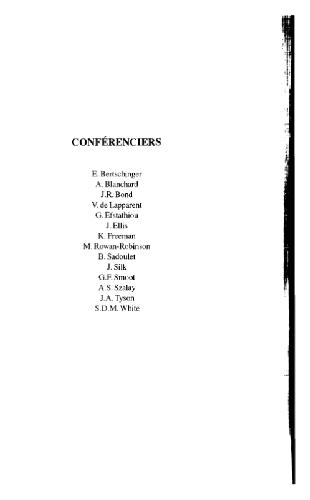 CONFÉRENCIERS
E. Bertschinger
A. Blanchard
J.R. Bond
V. de Lapparent
G. Efstathiou
J. Ellis
K. Freeman
M. Rowan-Robinson
B. Sadoulet
J. Silk
G.F. Smoot
A.S. Szalay
J.A. Tyson
S.D.M. White